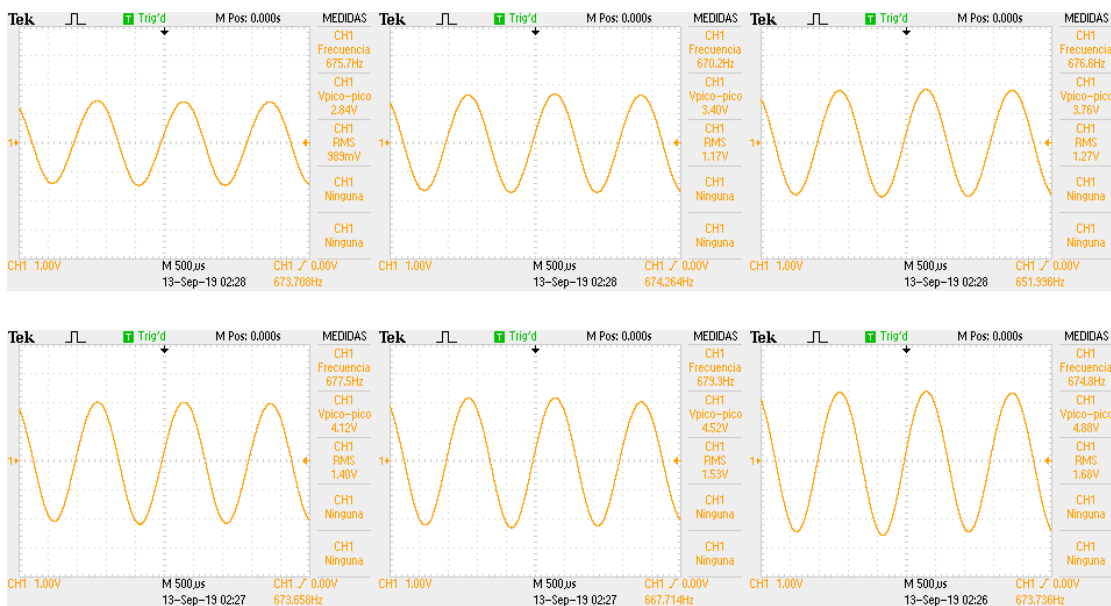 Tek Trig'd M Pos: 0.000s MEDIDAS
CH1
Frecuencia
675.7Hz
CH1
Vpico-pico
2.84V
CH1
RMS
989mV
CH1
Ninguna
CH1
Ninguna
1
CH1 1.00V M 500µs CH1 0.00V
13-Sep-19 02:28 673.708Hz
Tek Trig'd M Pos: 0.000s MEDIDAS
CH1
Frecuencia
670.2Hz
CH1
Vpico-pico
3.40V
CH1
RMS
1.17V
CH1
Ninguna
CH1
Ninguna
1
CH1 1.00V M 500µs CH1 0.00V
13-Sep-19 02:28 674.264Hz
Tek Trig'd M Pos: 0.000s MEDIDAS
CH1
Frecuencia
676.6Hz
CH1
Vpico-pico
3.76V
CH1
RMS
1.27V
CH1
Ninguna
CH1
Ninguna
1
CH1 1.00V M 500µs CH1 0.00V
13-Sep-19 02:28 651.996Hz
Tek Trig'd M Pos: 0.000s MEDIDAS
CH1
Frecuencia
677.5Hz
CH1
Vpico-pico
4.12V
CH1
RMS
1.40V
CH1
Ninguna
CH1
Ninguna
1
CH1 1.00V M 500µs CH1 0.00V
13-Sep-19 02:27 673.658Hz
Tek Trig'd M Pos: 0.000s MEDIDAS
CH1
Frecuencia
679.3Hz
CH1
Vpico-pico
4.52V
CH1
RMS
1.53V
CH1
Ninguna
CH1
Ninguna
1
CH1 1.00V M 500µs CH1 0.00V
13-Sep-19 02:27 667.714Hz
Tek Trig'd M Pos: 0.000s MEDIDAS
CH1
Frecuencia
674.8Hz
CH1
Vpico-pico
4.88V
CH1
RMS
1.68V
CH1
Ninguna
CH1
Ninguna
1
CH1 1.00V M 500µs CH1 0.00V
13-Sep-19 02:26 673.736Hz